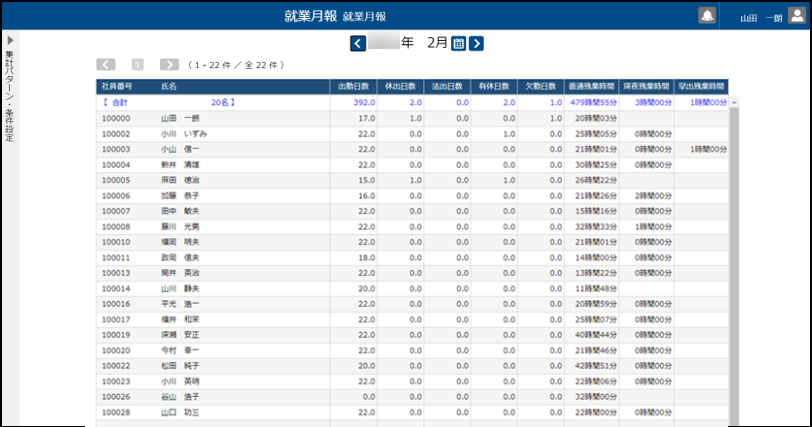 就業月報 就業月報
山田 一朗
年 2月
1 ( 1 - 22 件 / 全 22 件 )
集計パターン・条件設定
社員番号 氏名 出勤日数 休出日数 法出日数 有休日数 欠勤日数 普通残業時間 深夜残業時間 早出残業時間
【 合計 20名 】 392.0 2.0 0.0 2.0 1.0 479時間55分 3時間00分 1時間00分
100000 山田 一朗 17.0 1.0 0.0 0.0 1.0 20時間03分
100002 小川 いずみ 22.0 0.0 0.0 1.0 0.0 25時間05分 0時間00分
100003 小山 信一 22.0 0.0 0.0 0.0 0.0 21時間01分 0時間00分 1時間00分
100004 新井 清雄 22.0 0.0 0.0 0.0 0.0 30時間25分 0時間00分
100005 麻田 徳治 15.0 1.0 0.0 1.0 0.0 26時間22分
100006 加藤 恭子 16.0 0.0 0.0 0.0 0.0 21時間26分 2時間00分
100007 田中 敏夫 22.0 0.0 0.0 0.0 0.0 15時間16分 0時間00分
100008 藤川 光男 22.0 0.0 0.0 0.0 0.0 32時間33分 1時間00分
100010 福岡 明夫 22.0 0.0 0.0 0.0 0.0 21時間01分 0時間00分
100011 政岡 信夫 18.0 0.0 0.0 0.0 0.0 14時間00分 0時間00分
100013 筒井 英治 22.0 0.0 0.0 0.0 0.0 13時間22分 0時間00分
100014 山川 静夫 20.0 0.0 0.0 0.0 0.0 11時間48分
100016 平光 浩一 22.0 0.0 0.0 0.0 0.0 20時間59分 0時間00分
100017 福井 和栄 22.0 0.0 0.0 0.0 0.0 25時間07分 0時間00分
100019 深瀬 安正 22.0 0.0 0.0 0.0 0.0 40時間44分 0時間00分
100020 今村 幸一 22.0 0.0 0.0 0.0 0.0 21時間46分 0時間00分
100022 松田 純子 20.0 0.0 0.0 0.0 0.0 42時間51分 0時間00分
100023 小川 英明 22.0 0.0 0.0 0.0 0.0 22時間06分 0時間00分
100026 谷山 浩子 0.0 0.0 0.0 0.0 0.0 32時間00分
100028 山口 功三 22.0 0.0 0.0 0.0 0.0 22時間00分 0時間00分